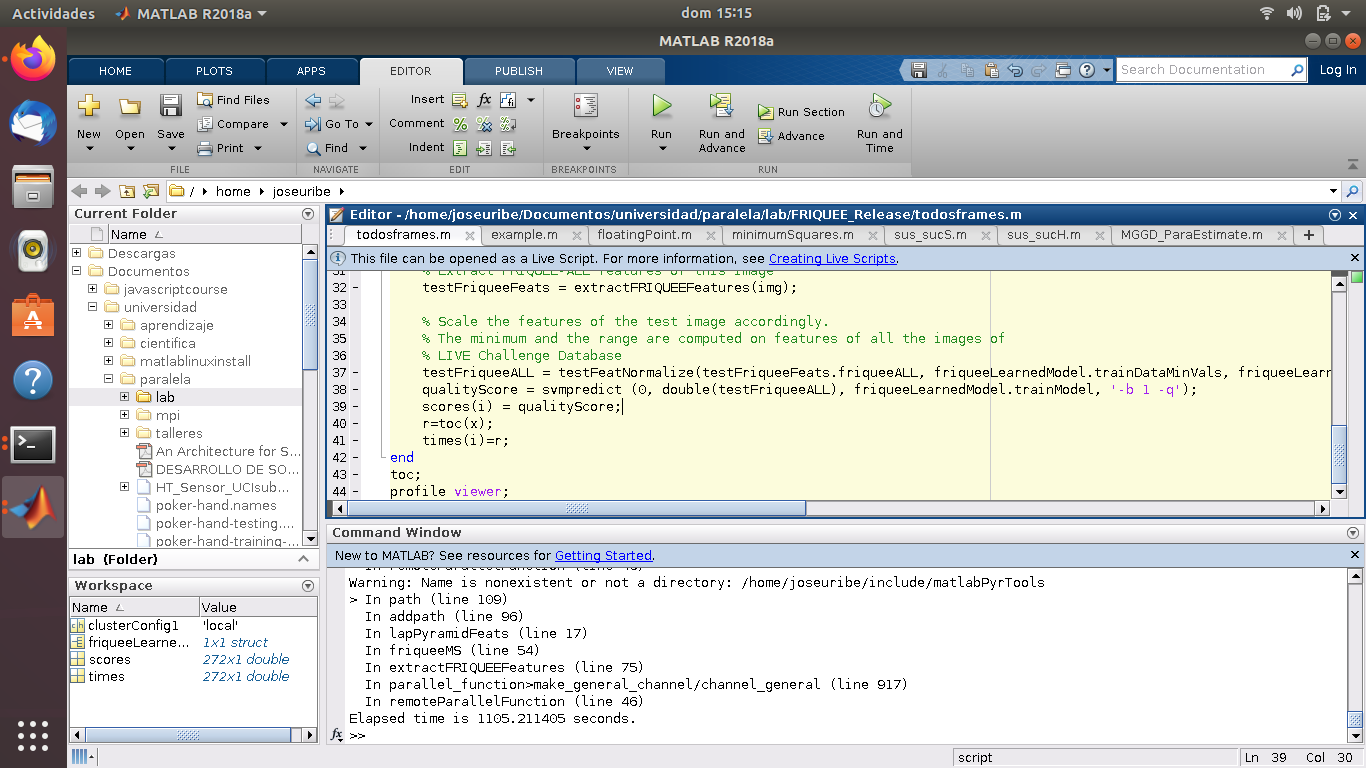 Actividades MATLAB R2018a dom 15:15
MATLAB R2018a
HOME PLOTS APPS EDITOR PUBLISH VIEW Search Documentation Log In
New Open Save Find Files Compare Print
FILE
Go To Find
NAVIGATE
Insert fx
Comment
Indent
EDIT
Breakpoints
BREAKPOINTS
Run Run and Advance Run Section Advance Run and Time
RUN
/ home joseuribe
Current Folder
Name
Descargas
Documentos
javascriptcourse
universidad
aprendizaje
cientifica
matlablinuxinstall
paralela
lab
mpi
talleres
An Architecture for S...
DESARROLLO DE SO...
HT_Sensor_UCIsub...
poker-hand.names
poker-hand-testing....
poker-hand-training-...
lab (Folder)
Workspace
Name Value
clusterConfig1 'local'
friqueeLearne... 1x1 struct
scores 272x1 double
times 272x1 double
Editor - /home/joseuribe/Documentos/universidad/paralela/lab/FRIQUEE_Release/todosframes.m
todosframes.m example.m floatingPoint.m minimumSquares.m sus_sucS.m sus_sucH.m MGGD_ParaEstimate.m
This file can be opened as a Live Script. For more information, see Creating Live Scripts.
31 % Extract FRIQUEE-ALL features of this image
32 - testFriqueeFeats = extractFRIQUEEFeatures(img);
33
34 % Scale the features of the test image accordingly.
35 % The minimum and the range are computed on features of all the images of
36 % LIVE Challenge Database
37 - testFriqueeALL = testFeatNormalize(testFriqueeFeats.friqueeALL, friqueeLearnedModel.trainDataMinVals, friqueeLearn
38 - qualityScore = svmpredict (0, double(testFriqueeALL), friqueeLearnedModel.trainModel, '-b 1 -q');
39 - scores(i) = qualityScore;
40 - r=toc(x);
41 - times(i)=r;
42 - end
43 - toc;
44 - profile viewer;
Command Window
New to MATLAB? See resources for Getting Started.
Warning: Name is nonexistent or not a directory: /home/joseuribe/include/matlabPyrTools
> In path (line 109)
In addpath (line 96)
In lapPyramidFeats (line 17)
In friqueeMS (line 54)
In extractFRIQUEEFeatures (line 75)
In parallel_function>make_general_channel/channel_general (line 917)
In remoteParallelFunction (line 46)
Elapsed time is 1105.211405 seconds.
fx >>
script Ln 39 Col 30